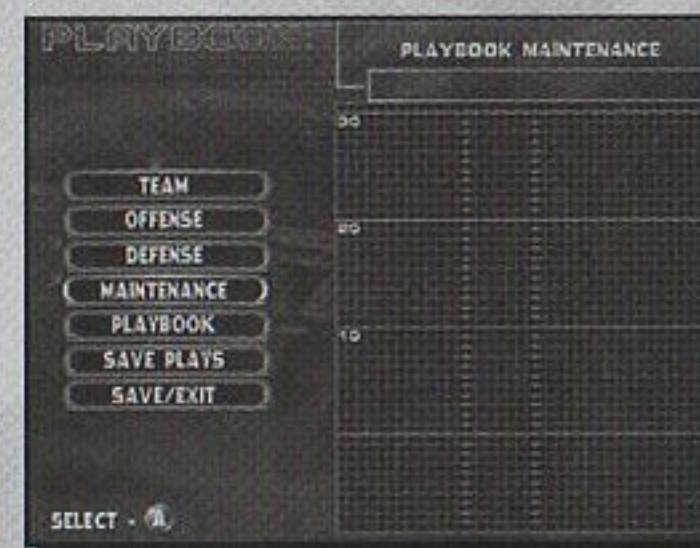 PLAYBOOK
PLAYBOOK MAINTENANCE
30
20
10
TEAM
OFFENSE
DEFENSE
MAINTENANCE
PLAYBOOK
SAVE PLAYS
SAVE/EXIT
SELECT - A